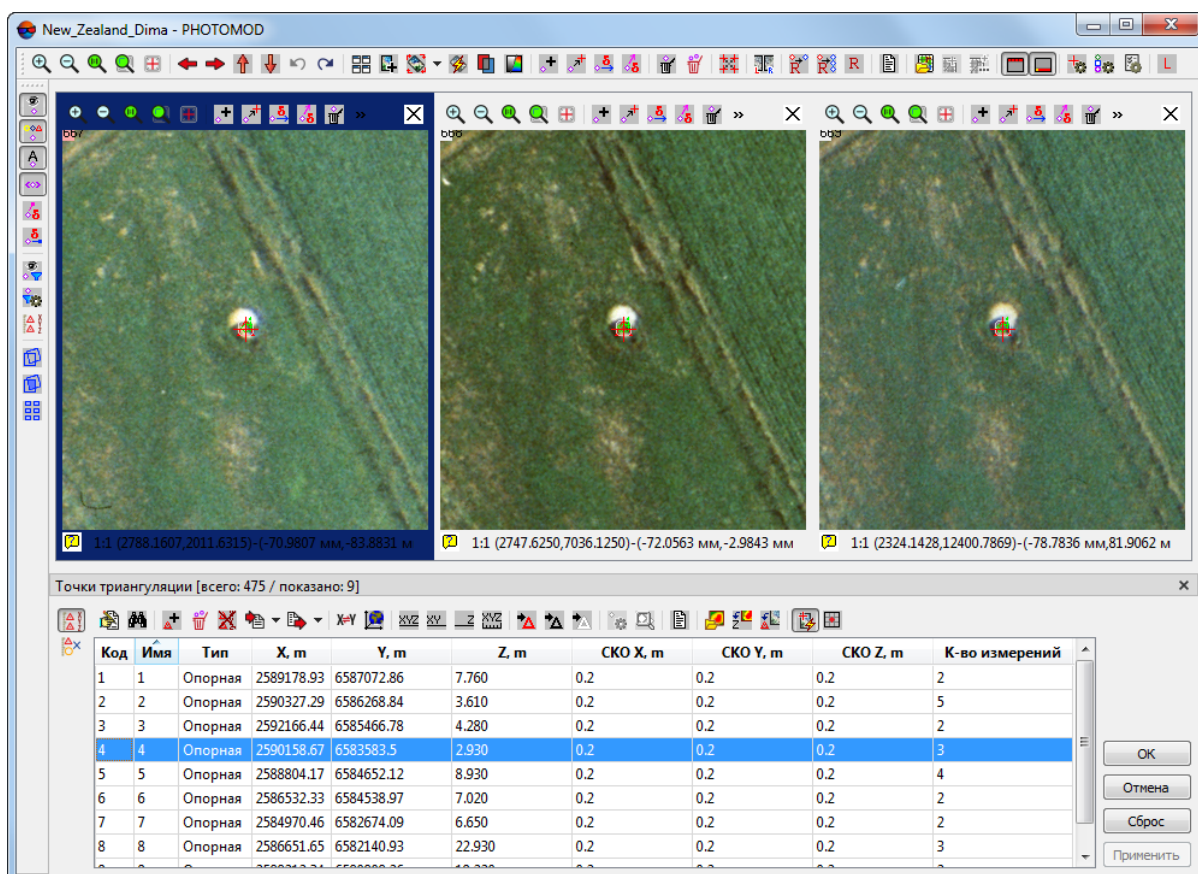 New_Zealand_Dima - PHOTOMOD
R R R L
A
667 668 669
1:1 (2788.1607,2011.6315)-(-70.9807 мм,-83.8831 м 1:1 (2747.6250,7036.1250)-(-72.0563 мм,-2.9843 мм 1:1 (2324.1428,12400.7869)-(-78.7836 мм,81.9062 м
Точки триангуляции [всего: 475 / показано: 9]
X≠Y XYZ XY Z XYZ
Код Имя Тип X, m Y, m Z, m СКО X, m СКО Y, m СКО Z, m К-во измерений
1 1 Опорная 2589178.93 6587072.86 7.760 0.2 0.2 0.2 2
2 2 Опорная 2590327.29 6586268.84 3.610 0.2 0.2 0.2 5
3 3 Опорная 2592166.44 6585466.78 4.280 0.2 0.2 0.2 2
4 4 Опорная 2590158.67 6583583.5 2.930 0.2 0.2 0.2 3
5 5 Опорная 2588804.17 6584652.12 8.930 0.2 0.2 0.2 4
6 6 Опорная 2586532.33 6584538.97 7.020 0.2 0.2 0.2 2
7 7 Опорная 2584970.46 6582674.09 6.650 0.2 0.2 0.2 2
8 8 Опорная 2586651.65 6582140.93 22.930 0.2 0.2 0.2 3
OK
Отмена
Сброс
Применить